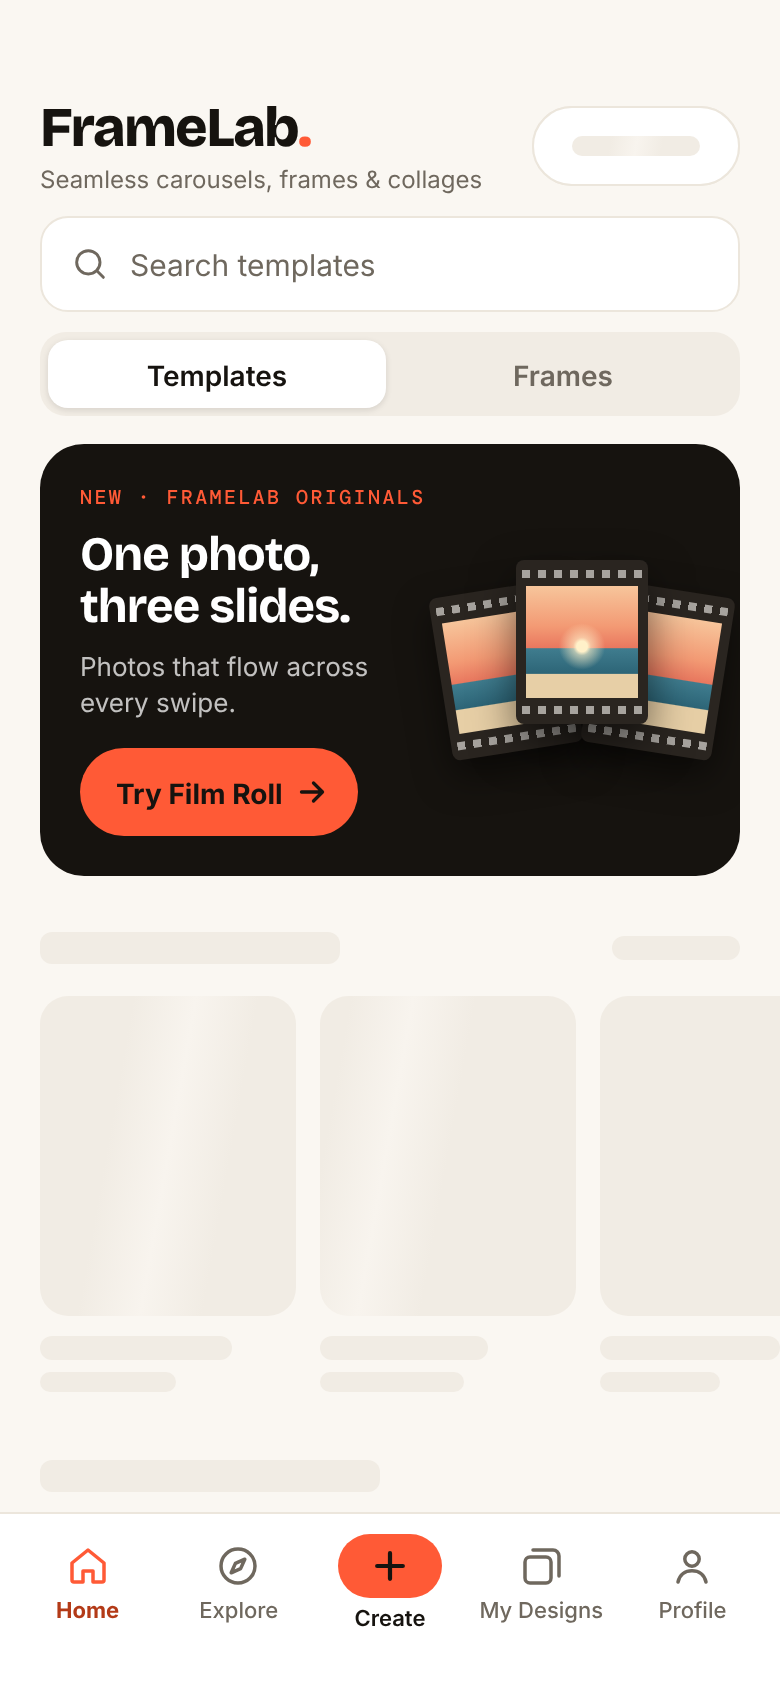 FrameLab.
Seamless carousels, frames & collages
Search templates
Templates
Frames
NEW · FRAMELAB ORIGINALS
One photo,
three slides.
Photos that flow across
every swipe.
Try Film Roll
Home
Explore
Create
My Designs
Profile